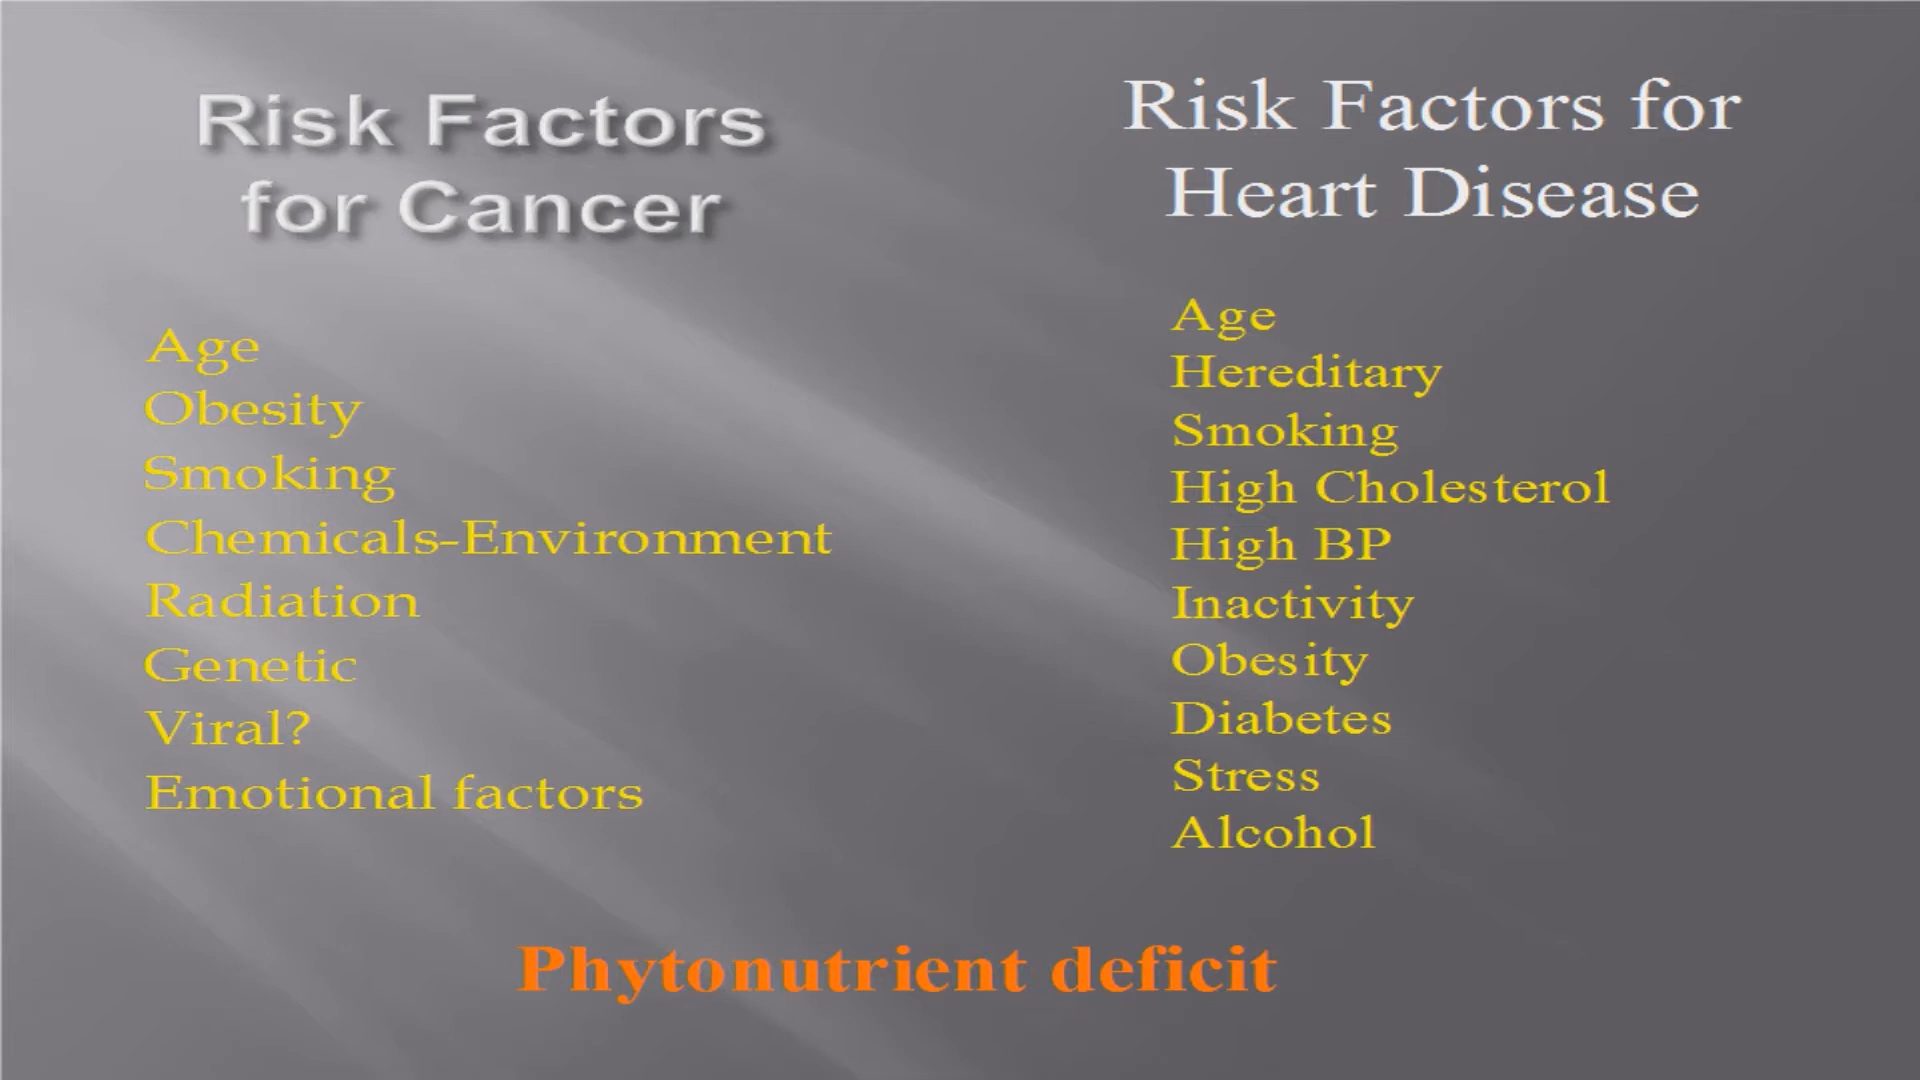 Risk Factors
for Cancer
Age
Obesity
Smoking
Chemicals-Environment
Radiation
Genetic
Viral?
Emotional factors
Risk Factors for
Heart Disease
Age
Hereditary
Smoking
High Cholesterol
High BP
Inactivity
Obesity
Diabetes
Stress
Alcohol
Phytonutrient deficit